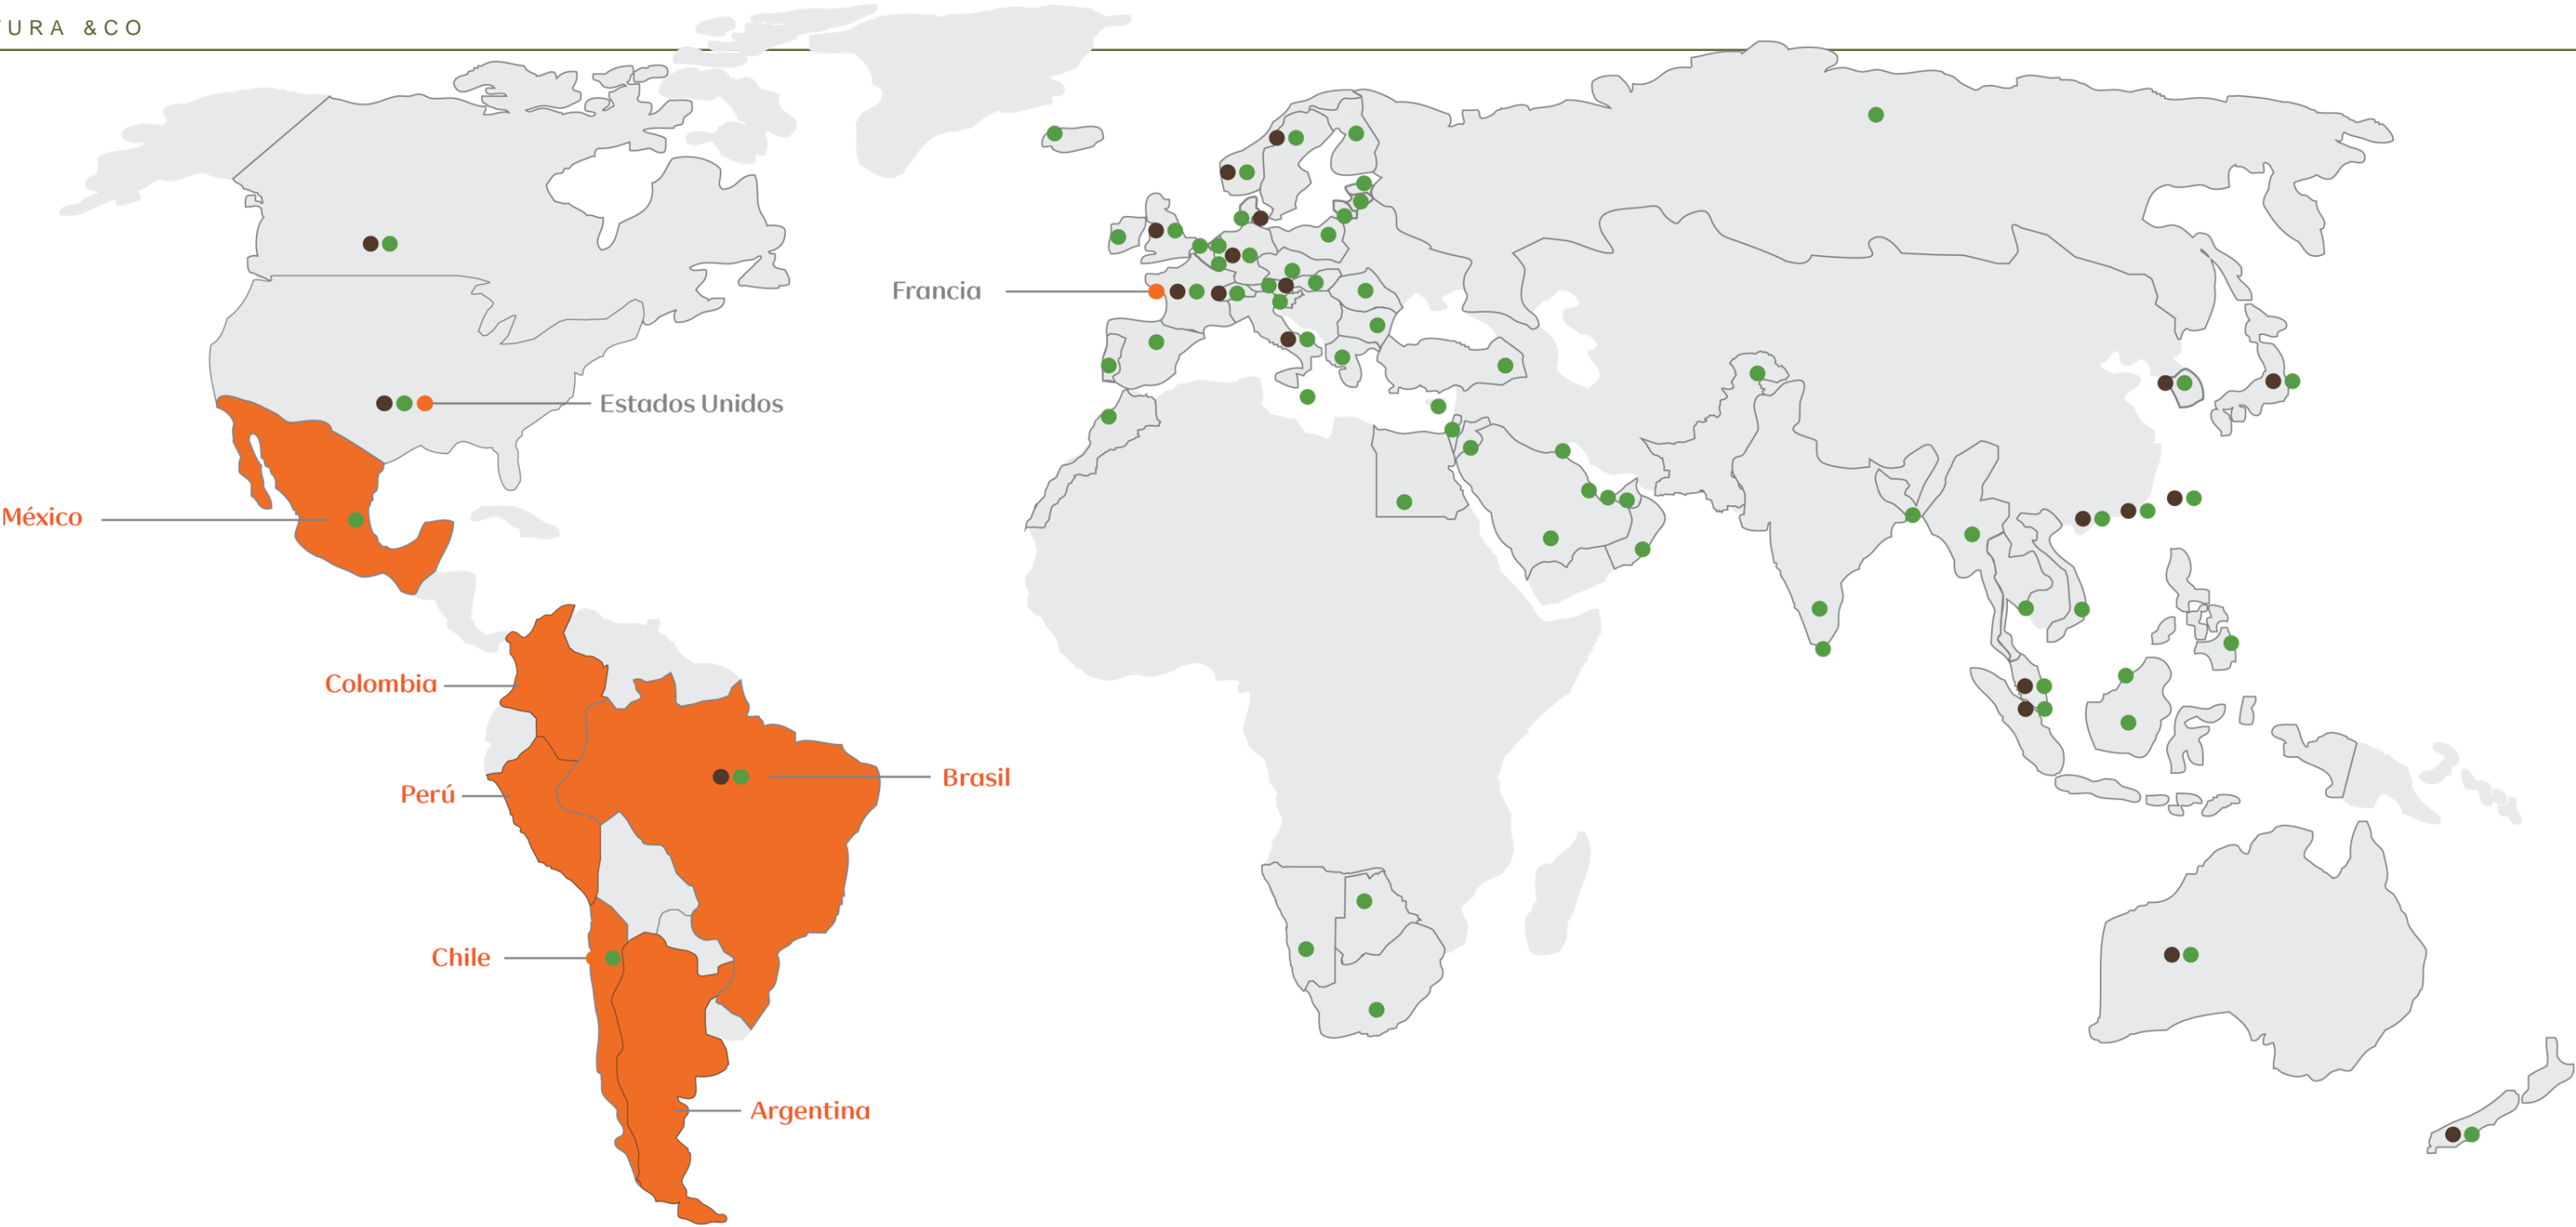 URA &CO
Francia
Estados Unidos
México
Colombia
Brasil
Perú
Chile
Argentina